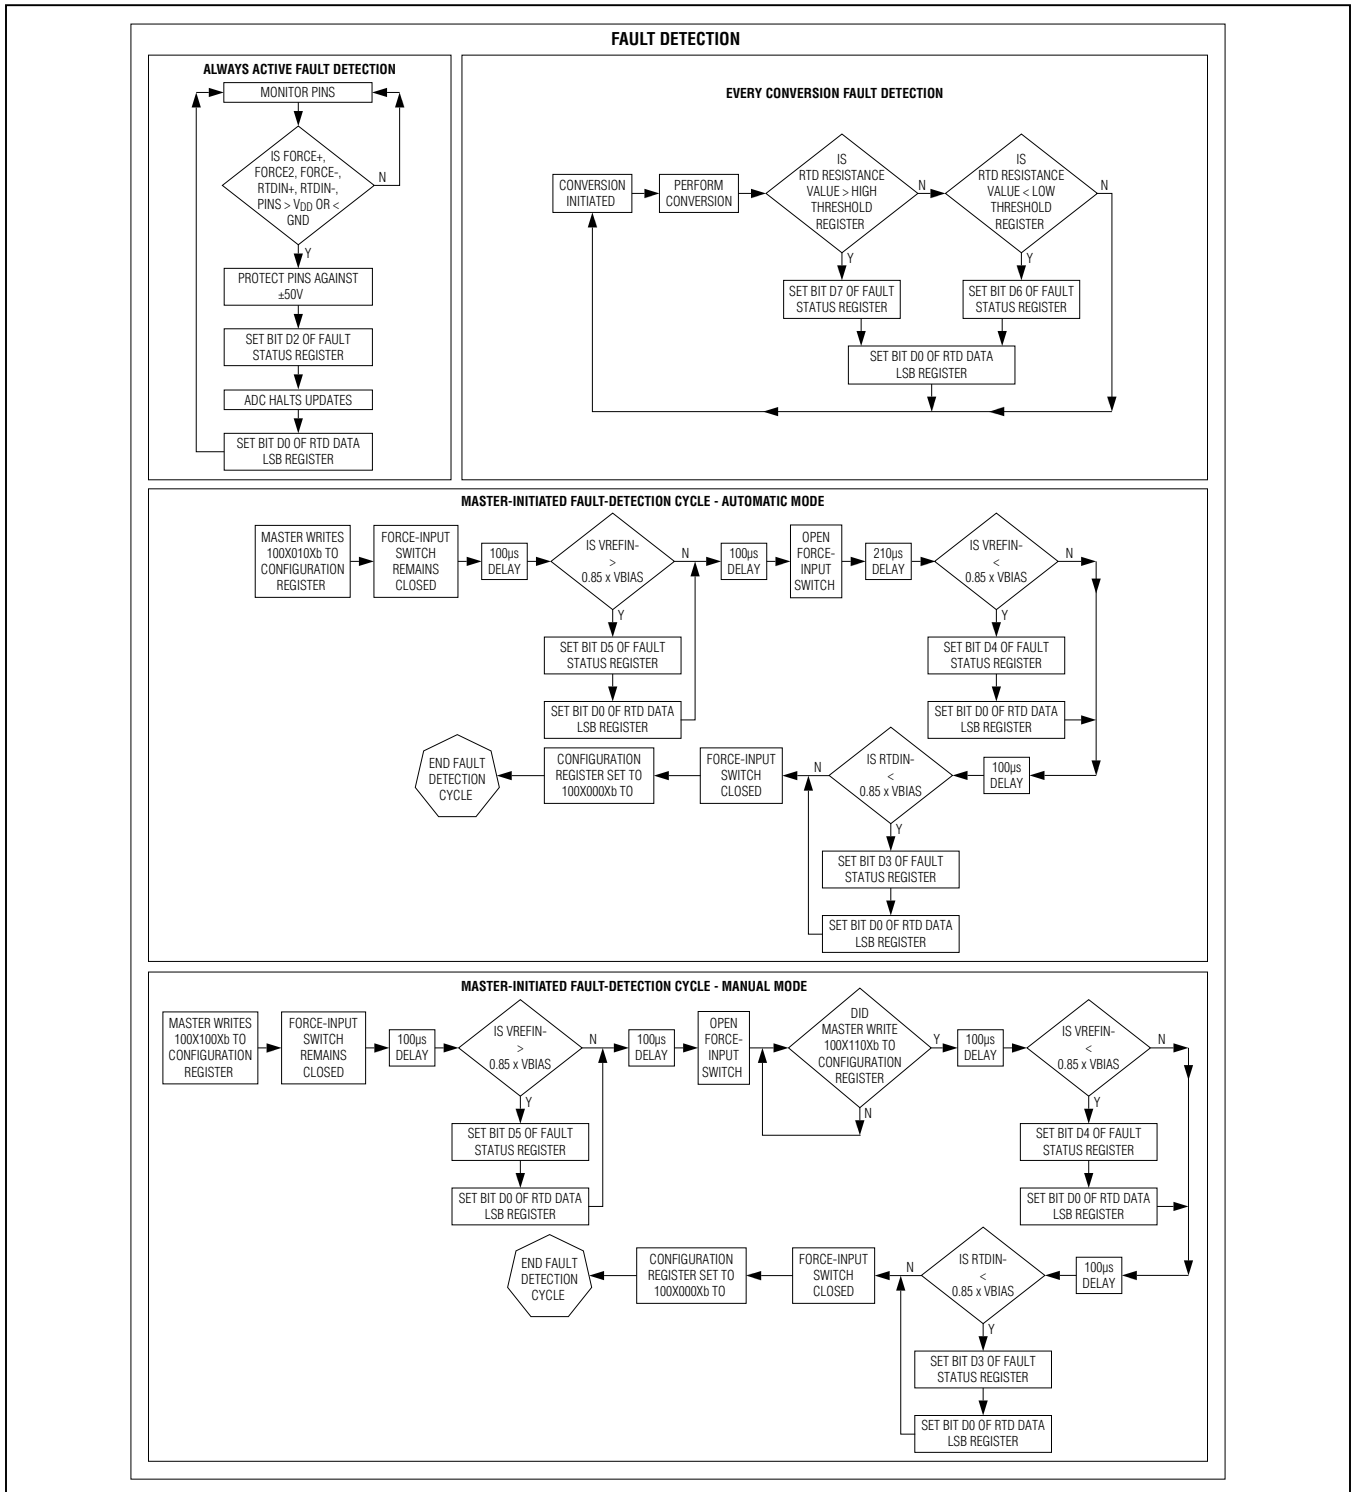 FAULT DETECTION
ALWAYS ACTIVE FAULT DETECTION
MONITOR PINS
IS FORCE+,
FORCE2, FORCE-,
RTDIN+, RTDIN-,
PINS > VDD OR <
GND
N
Y
PROTECT PINS AGAINST
±50V
SET BIT D2 OF FAULT
STATUS REGISTER
ADC HALTS UPDATES
SET BIT D0 OF RTD DATA
LSB REGISTER
EVERY CONVERSION FAULT DETECTION
CONVERSION
INITIATED
PERFORM
CONVERSION
IS
RTD RESISTANCE
VALUE > HIGH
THRESHOLD
REGISTER
N
Y
IS
RTD RESISTANCE
VALUE < LOW
THRESHOLD
REGISTER
N
Y
SET BIT D7 OF FAULT
STATUS REGISTER
SET BIT D6 OF FAULT
STATUS REGISTER
SET BIT D0 OF RTD DATA
LSB REGISTER
MASTER-INITIATED FAULT-DETECTION CYCLE - AUTOMATIC MODE
MASTER WRITES
100X010Xb TO
CONFIGURATION
REGISTER
FORCE-INPUT
SWITCH
REMAINS
CLOSED
100µs
DELAY
IS VREFIN-
>
0.85 x VBIAS
N
Y
SET BIT D5 OF FAULT
STATUS REGISTER
SET BIT D0 OF RTD DATA
LSB REGISTER
100µs
DELAY
OPEN
FORCE-
INPUT
SWITCH
210µs
DELAY
IS VREFIN-
<
0.85 x VBIAS
N
Y
SET BIT D4 OF FAULT
STATUS REGISTER
SET BIT D0 OF RTD DATA
LSB REGISTER
100µs
DELAY
IS RTDIN-
<
0.85 x VBIAS
N
Y
SET BIT D3 OF FAULT
STATUS REGISTER
SET BIT D0 OF RTD DATA
LSB REGISTER
FORCE-INPUT
SWITCH
CLOSED
CONFIGURATION
REGISTER SET TO
100X000Xb TO
END FAULT
DETECTION
CYCLE
MASTER-INITIATED FAULT-DETECTION CYCLE - MANUAL MODE
MASTER WRITES
100X100Xb TO
CONFIGURATION
REGISTER
FORCE-INPUT
SWITCH
REMAINS
CLOSED
100µs
DELAY
IS VREFIN-
>
0.85 x VBIAS
N
Y
SET BIT D5 OF FAULT
STATUS REGISTER
SET BIT D0 OF RTD DATA
LSB REGISTER
100µs
DELAY
OPEN
FORCE-
INPUT
SWITCH
DID
MASTER WRITE
100X110Xb TO
CONFIGURATION
REGISTER
Y
N
100µs
DELAY
IS VREFIN-
<
0.85 x VBIAS
N
Y
SET BIT D4 OF FAULT
STATUS REGISTER
SET BIT D0 OF RTD DATA
LSB REGISTER
100µs
DELAY
IS RTDIN-
<
0.85 x VBIAS
N
Y
SET BIT D3 OF FAULT
STATUS REGISTER
SET BIT D0 OF RTD DATA
LSB REGISTER
FORCE-INPUT
SWITCH
CLOSED
CONFIGURATION
REGISTER SET TO
100X000Xb TO
END FAULT
DETECTION
CYCLE